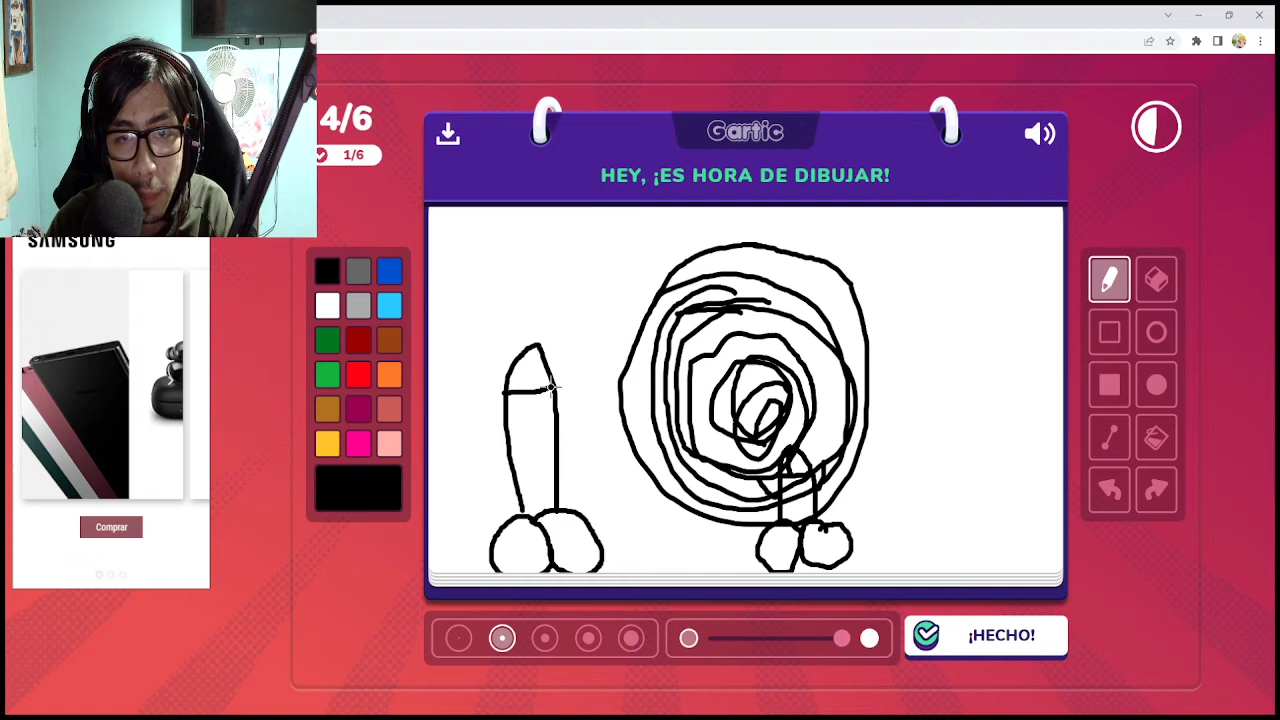 4/6
1/6
Gartic
HEY, ¡ES HORA DE DIBUJAR!
SAMSUNG
Comprar
¡HECHO!